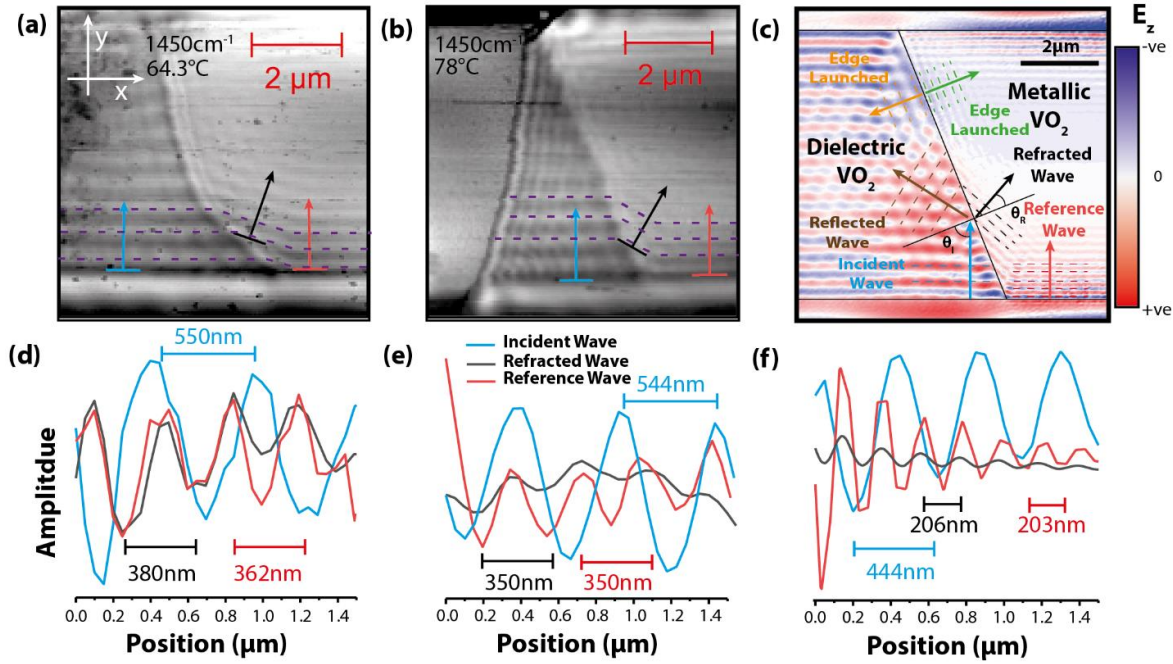 (a)
y
x
1450cm⁻¹
64.3°C
2 μm
(b)
1450cm⁻¹
78°C
2 μm
(c)
E
z
-ve
0
+ve
2μm
Edge
Launched
Edge
Launched
Metallic
VO₂
Dielectric
VO₂
Refracted
Wave
Reflected
Wave
θR
Reference
Wave
θI
Incident
Wave
(d)
550nm
380nm
362nm
Amplitdue
0.0 0.2 0.4 0.6 0.8 1.0 1.2 1.4
Position (μm)
(e)
Incident Wave
Refracted Wave
Reference Wave
544nm
350nm
350nm
0.0 0.2 0.4 0.6 0.8 1.0 1.2 1.4
Position (μm)
(f)
206nm
203nm
444nm
0.0 0.2 0.4 0.6 0.8 1.0 1.2 1.4
Position (μm)